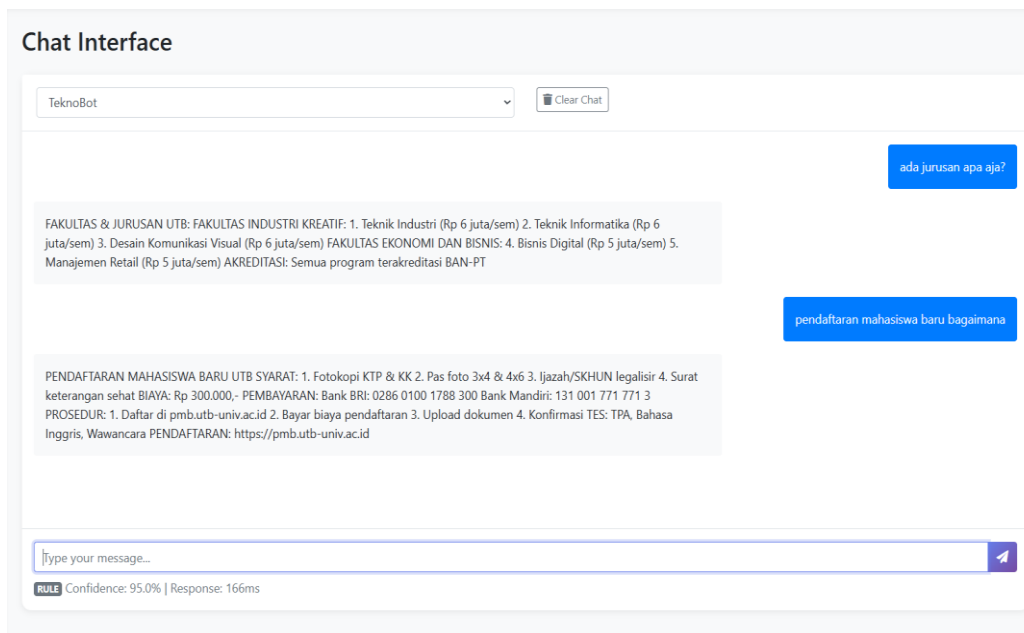 Chat Interface
TeknoBot
Clear Chat
ada jurusan apa aja?
FAKULTAS & JURUSAN UTB: FAKULTAS INDUSTRI KREATIF: 1. Teknik Industri (Rp 6 juta/sem) 2. Teknik Informatika (Rp 6
juta/sem) 3. Desain Komunikasi Visual (Rp 6 juta/sem) FAKULTAS EKONOMI DAN BISNIS: 4. Bisnis Digital (Rp 5 juta/sem) 5.
Manajemen Retail (Rp 5 juta/sem) AKREDITASI: Semua program terakreditasi BAN-PT
pendaftaran mahasiswa baru bagaimana
PENDAFTARAN MAHASISWA BARU UTB SYARAT: 1. Fotokopi KTP & KK 2. Pas foto 3x4 & 4x6 3. Ijazah/SKHUN legalisir 4. Surat
keterangan sehat BIAYA: Rp 300.000,- PEMBAYARAN: Bank BRI: 0286 0100 1788 300 Bank Mandiri: 131 001 771 771 3
PROSEDUR: 1. Daftar di pmb.utb-univ.ac.id 2. Bayar biaya pendaftaran 3. Upload dokumen 4. Konfirmasi TES: TPA, Bahasa
Inggris, Wawancara PENDAFTARAN: https://pmb.utb-univ.ac.id
Type your message...
RULE Confidence: 95.0% | Response: 166ms